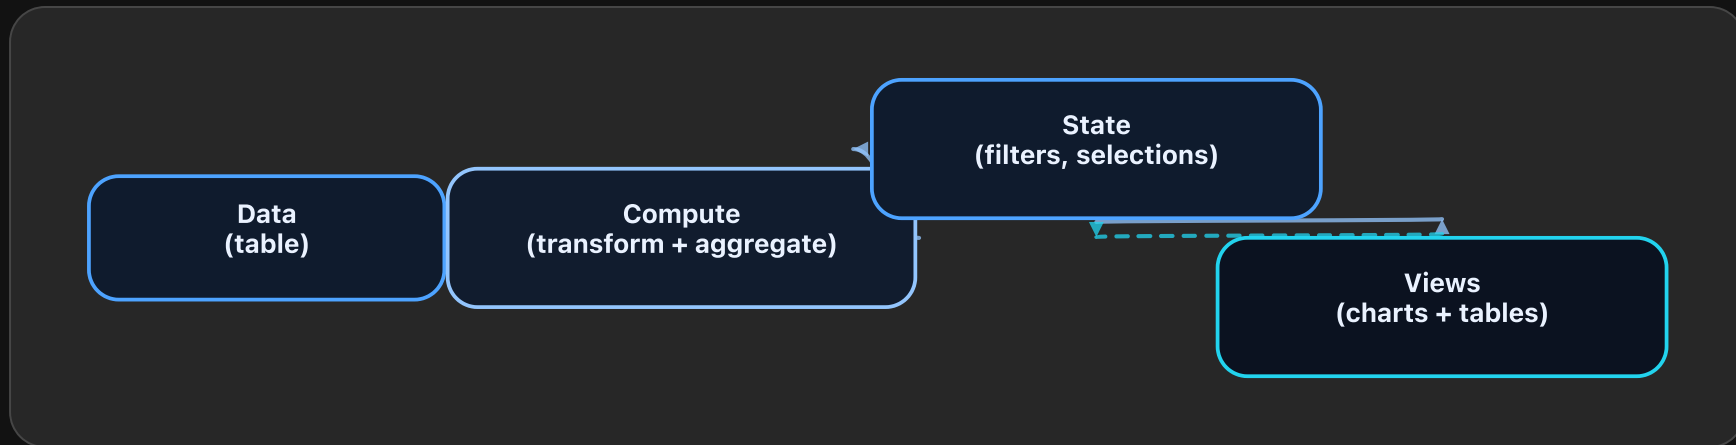 Data
(table)
Compute
(transform + aggregate)
State
(filters, selections)
Views
(charts + tables)